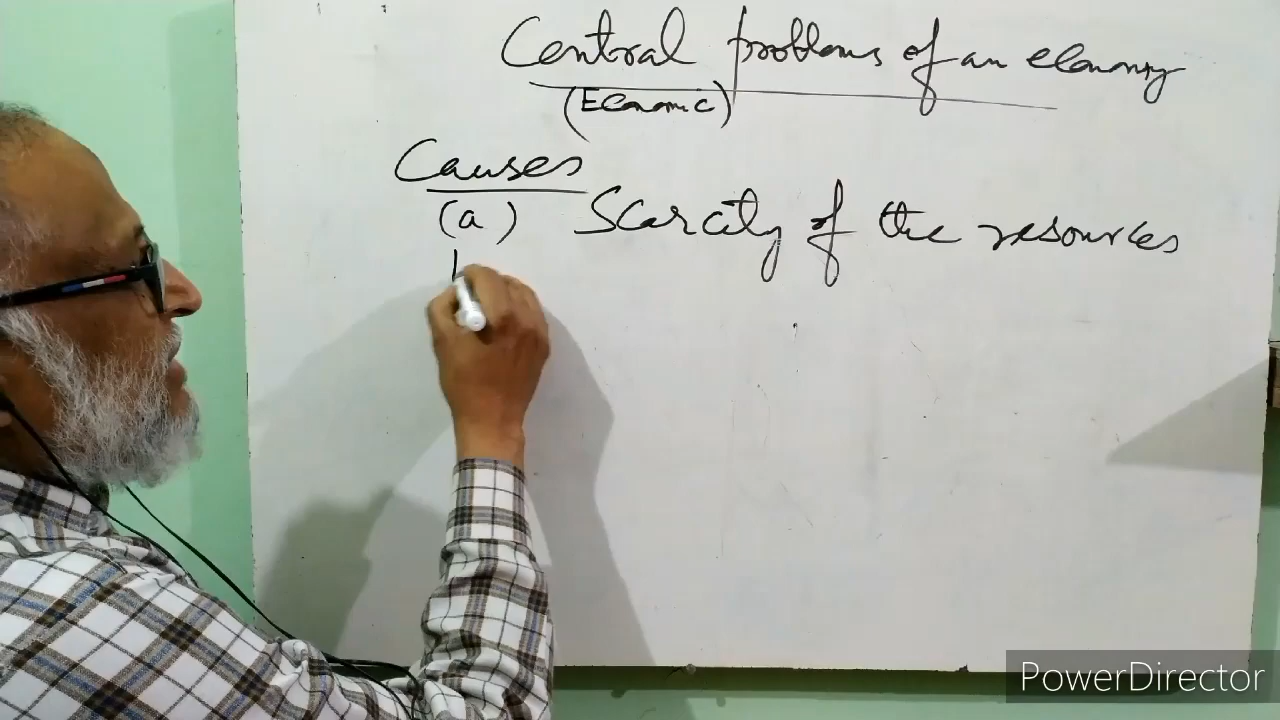 Central problems of an economy
(Economic)
Causes
(a) Scarcity of the resources
PowerDirector